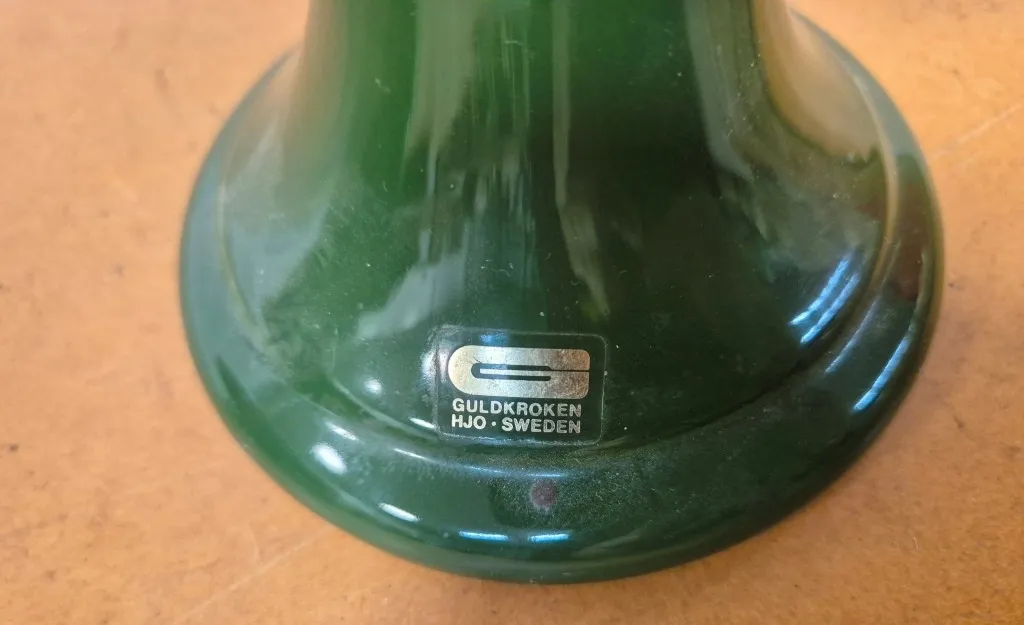 GULDKROKEN
HJO · SWEDEN